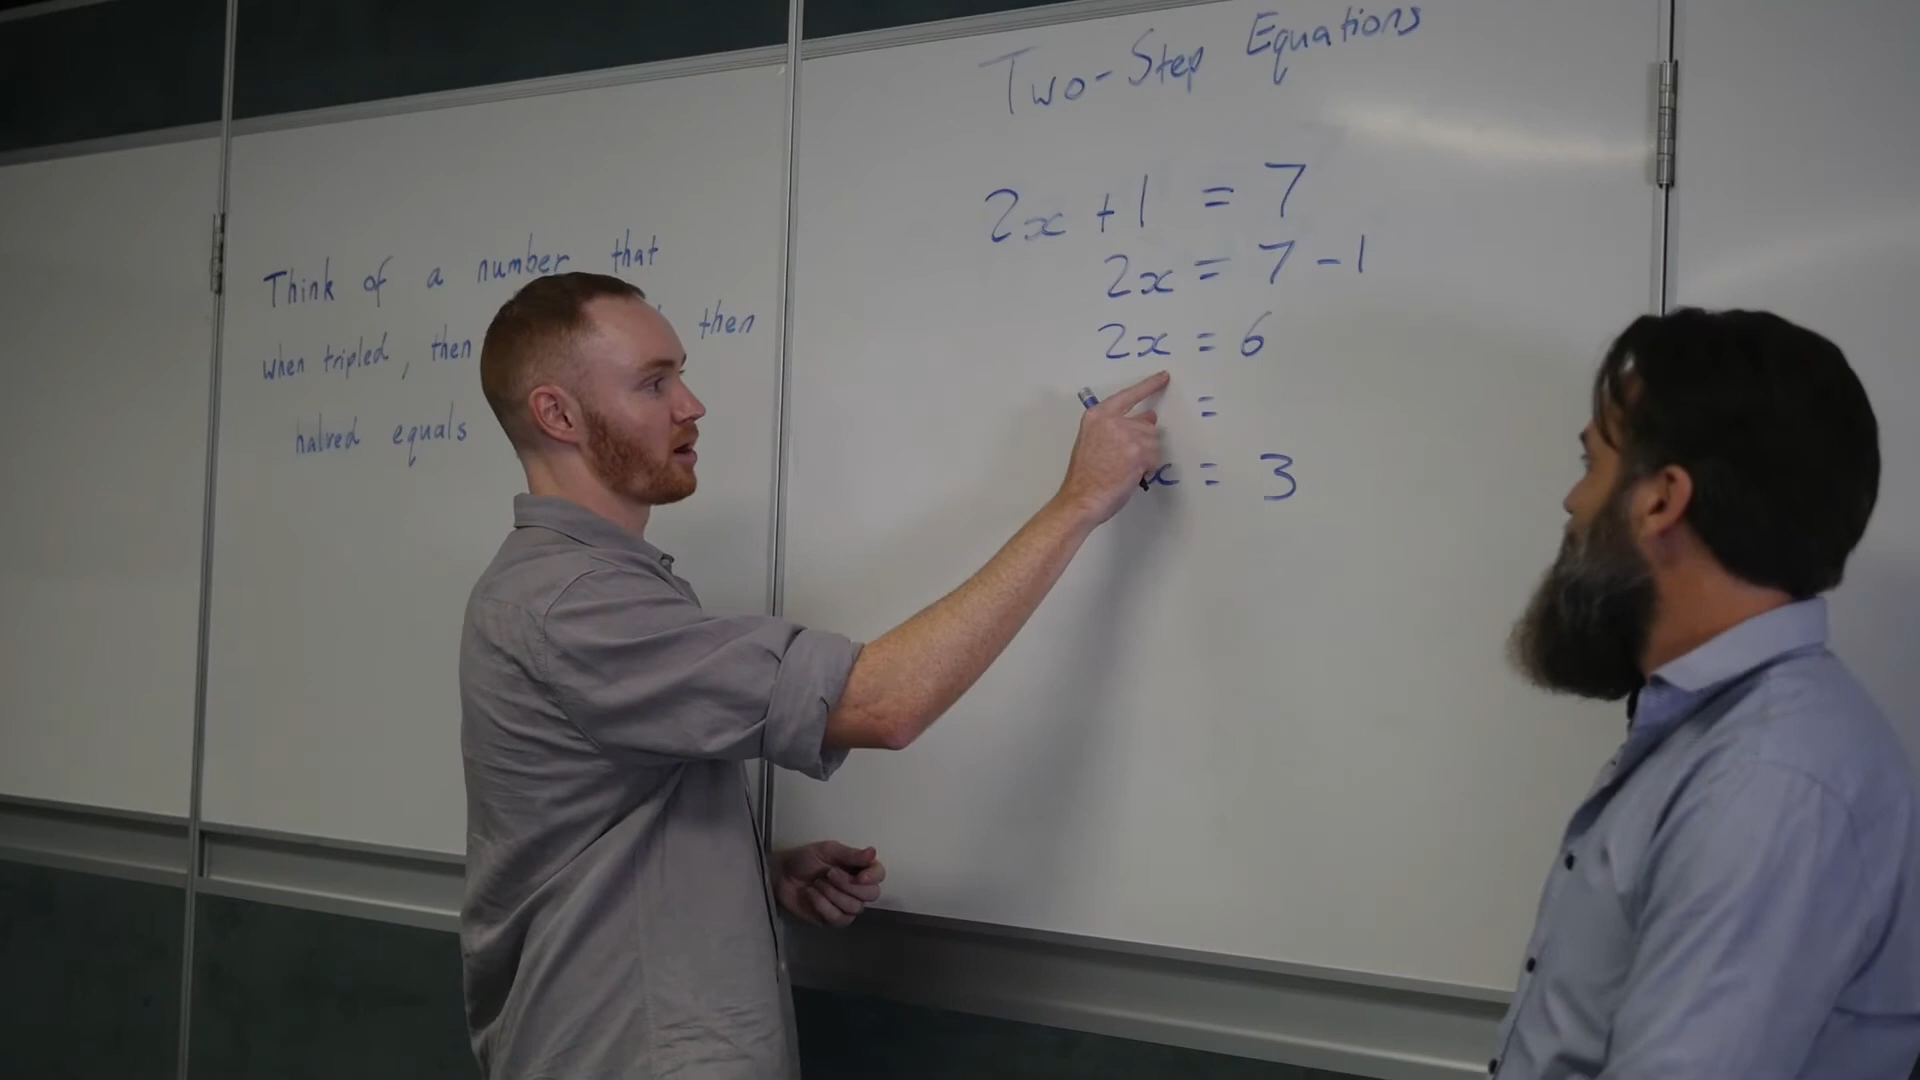 Think of a number that
when tripled, then then
halved equals
Two-Step Equations
2x + 1 = 7
2x = 7 - 1
2x = 6
=
x = 3